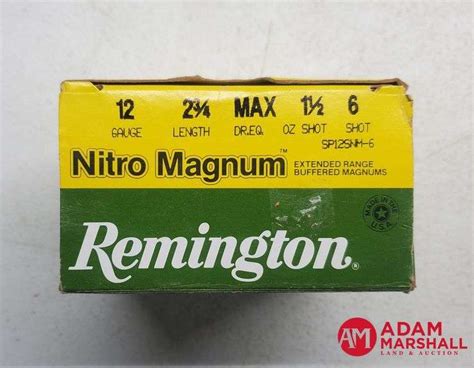 12 2¾ MAX 1½ 6
GAUGE LENGTH DR.EQ. OZ SHOT SHOT
SP12SNM-6
Nitro Magnum™ EXTENDED RANGE
BUFFERED MAGNUMS
MADE IN THE
U.S.A.
Remington
AM ADAM
MARSHALL
LAND & AUCTION